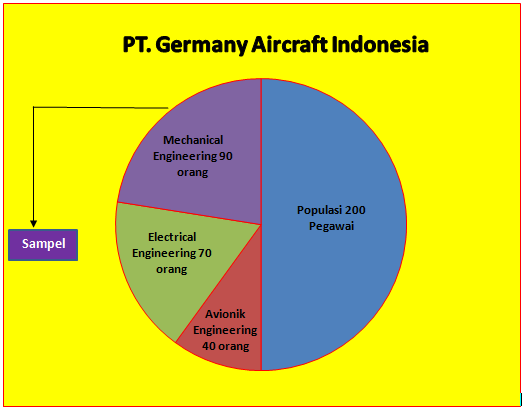 PT. Germany Aircraft Indonesia
Mechanical
Engineering 90
orang
Populasi 200
Pegawai
Sampel
Electrical
Engineering 70
orang
Avionik
Engineering
40 orang